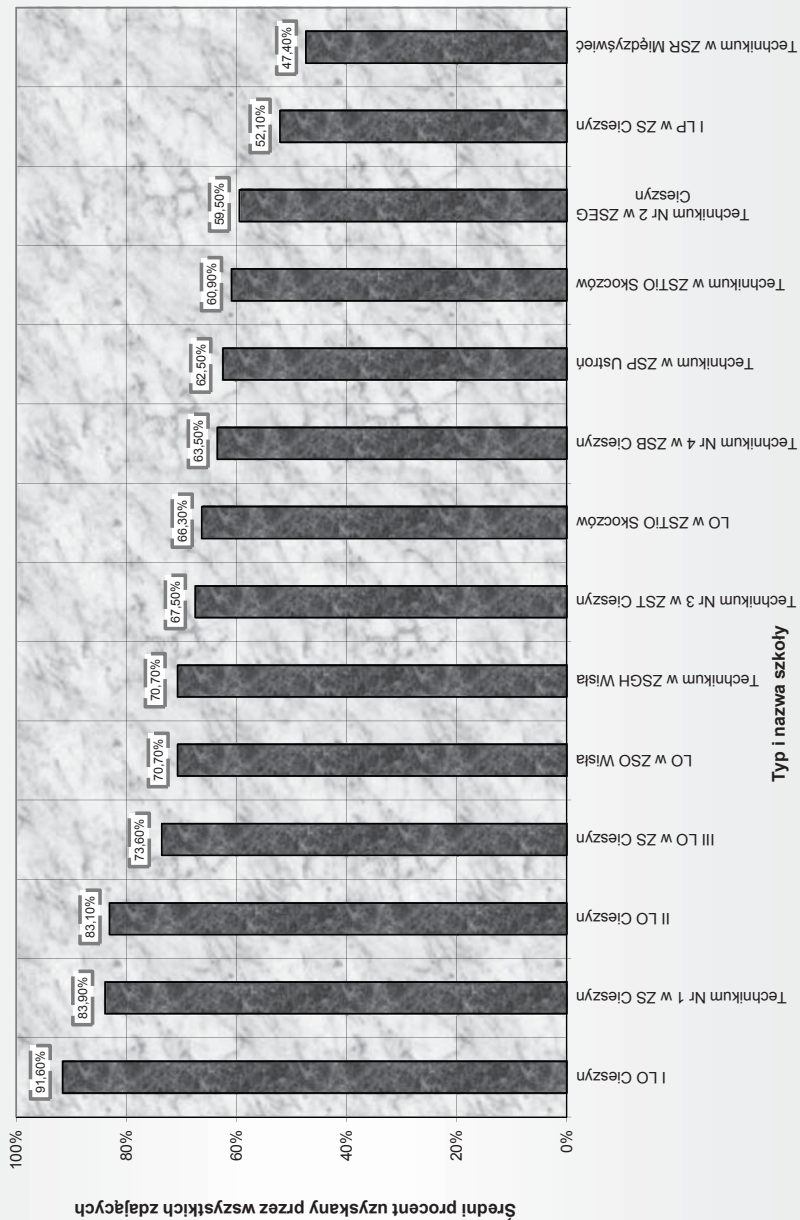 Średni procent uzyskany przez wszystkich zdających
100%
80%
60%
40%
20%
0%
91,60%
83,90%
83,10%
73,60%
70,70%
70,70%
67,50%
66,30%
63,50%
62,50%
60,90%
59,50%
52,10%
47,40%
I LO Cieszyn
Technikum Nr 1 w ZS Cieszyn
II LO Cieszyn
III LO w ZS Cieszyn
LO w ZSO Wisła
Technikum w ZSGH Wisła
Technikum Nr 3 w ZST Cieszyn
LO w ZSTiO Skoczów
Technikum Nr 4 w ZSB Cieszyn
Technikum w ZSP Ustroń
Technikum w ZSTiO Skoczów
Technikum Nr 2 w ZSEG
Cieszyn
I LP w ZS Cieszyn
Technikum w ZSR Międzyświeć
Typ i nazwa szkoły